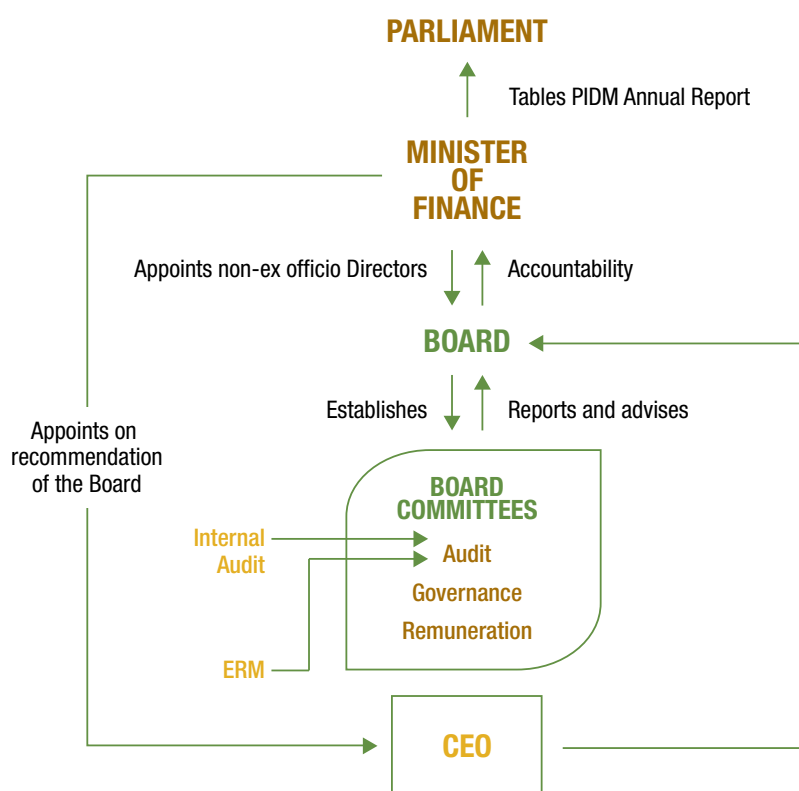 PARLIAMENT
Tables PIDM Annual Report
MINISTER
OF
FINANCE
Appoints non-ex officio Directors
Accountability
BOARD
Establishes
Reports and advises
Appoints on
recommendation
of the Board
BOARD
COMMITTEES
Internal
Audit
Audit
Governance
Remuneration
ERM
CEO